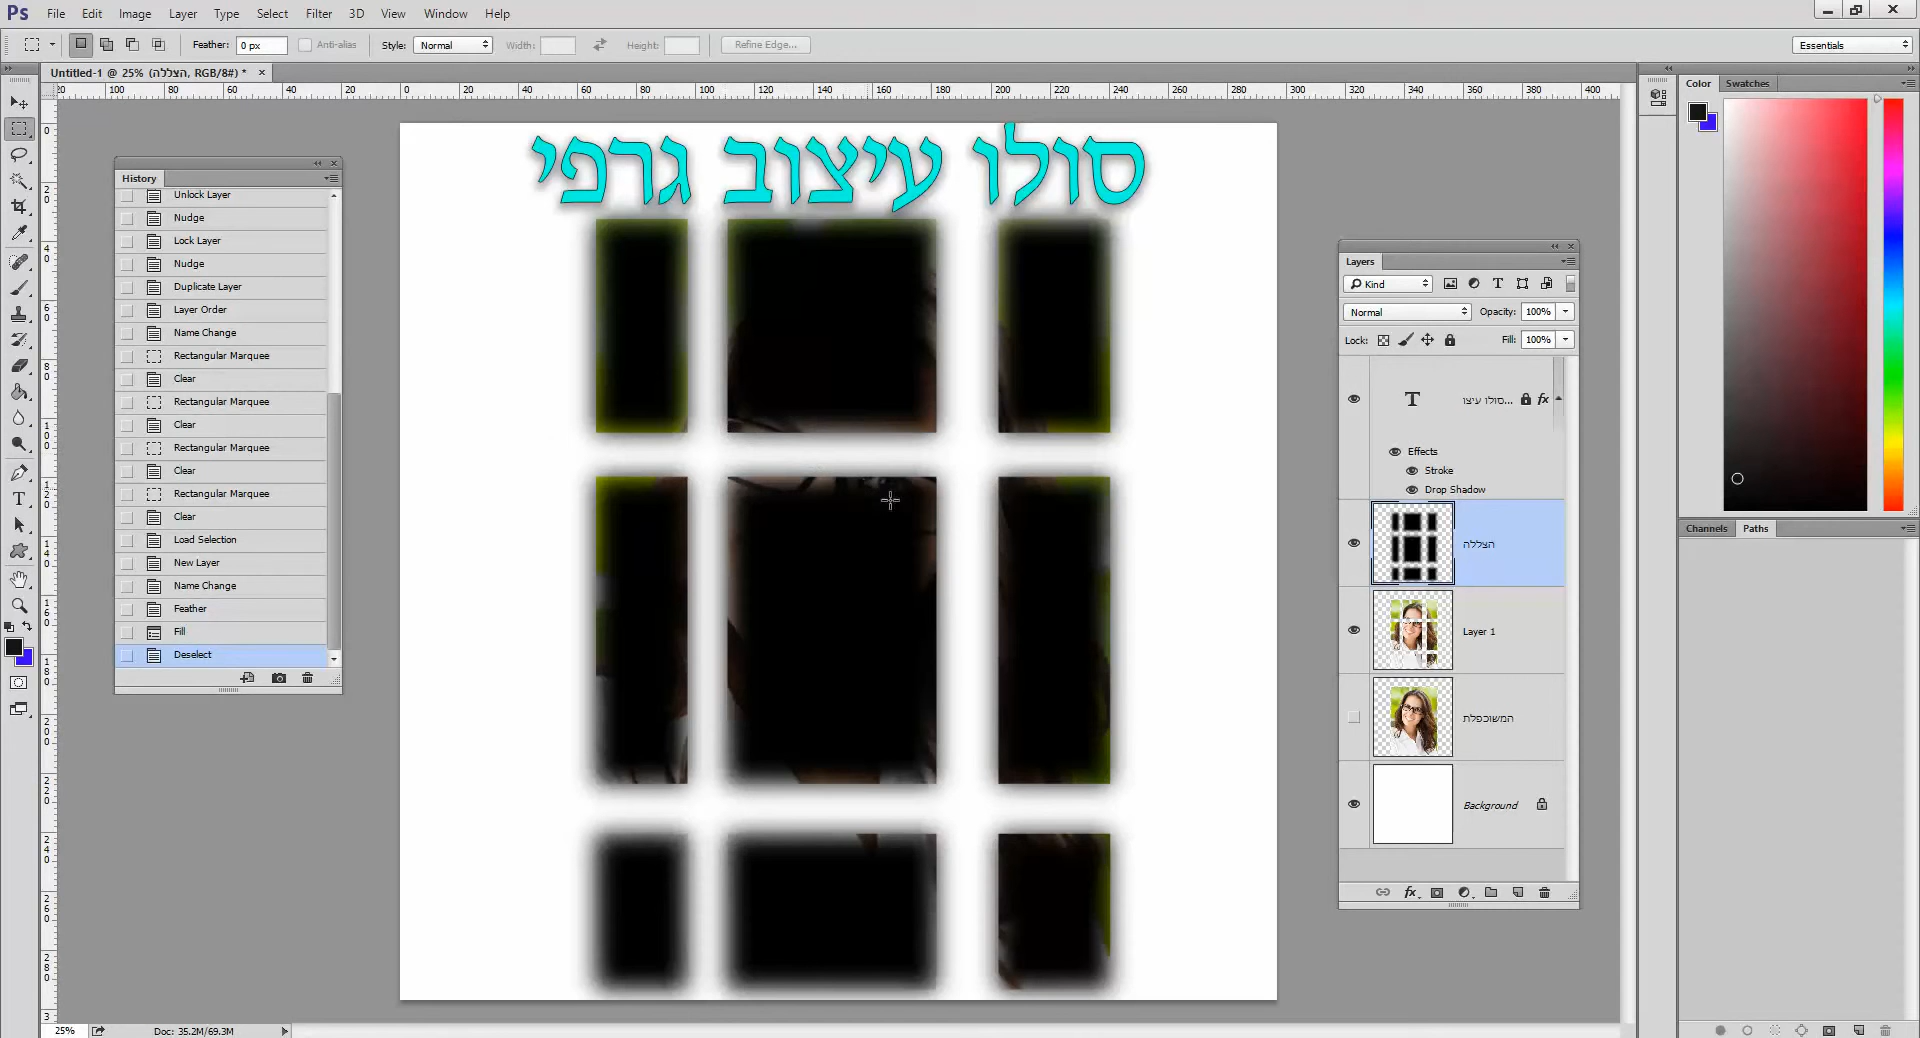 Ps File Edit Image Layer Type Select Filter 3D View Window Help
Feather: 0 px Anti-alias Style: Normal Width: Height: Refine Edge... Essentials
Untitled-1 @ 25% (הצללה, RGB/8#) * ×
סולו עיצוב גרפי
History
Unlock Layer
Nudge
Lock Layer
Nudge
Duplicate Layer
Layer Order
Name Change
Rectangular Marquee
Clear
Rectangular Marquee
Clear
Rectangular Marquee
Clear
Rectangular Marquee
Clear
Load Selection
New Layer
Name Change
Feather
Fill
Deselect
Layers
Kind
Normal Opacity: 100%
Lock: Fill: 100%
T סולו עיצו... fx
Effects
Stroke
Drop Shadow
הצללה
Layer 1
המשוכפלת
Background
fx
Color Swatches
Channels Paths
25% Doc: 35.2M/69.3M